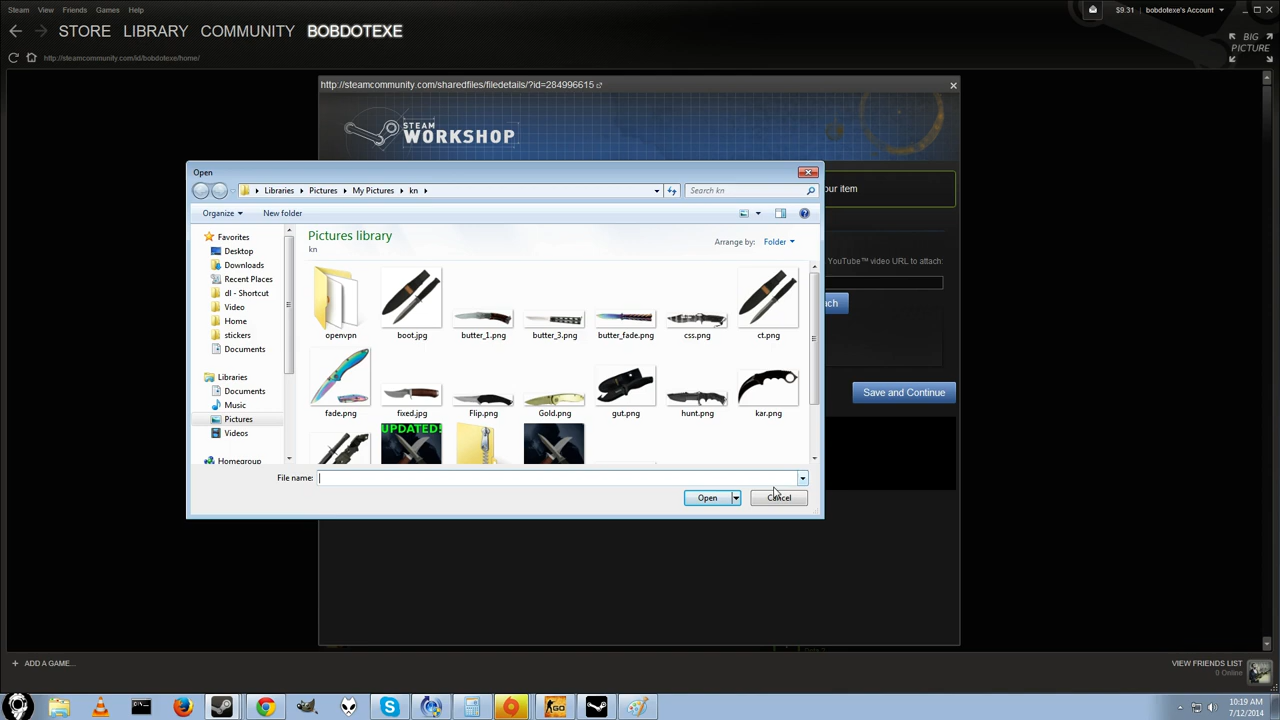 Steam View Friends Games Help
$9.31 bobdotexe's Account
STORE LIBRARY COMMUNITY BOBDOTEXE
BIG
PICTURE
http://steamcommunity.com/id/bobdotexe/home/
http://steamcommunity.com/sharedfiles/filedetails/?id=284996615
STEAM
WORKSHOP
Open
Libraries Pictures My Pictures kn
Search kn
our item
Organize New folder
Pictures library
kn
Arrange by: Folder
Favorites
Desktop
Downloads
Recent Places
dl - Shortcut
Video
Home
stickers
Documents
Libraries
Documents
Music
Pictures
Videos
Homegroup
YouTube™ video URL to attach:
openvpn boot.jpg butter_1.png butter_3.png butter_fade.png css.png ct.png
fade.png fixed.jpg Flip.png Gold.png gut.png hunt.png kar.png
UPDATED!
Save and Continue
File name:
Open Cancel
ADD A GAME...
VIEW FRIENDS LIST
0 Online
GO
10:19 AM
7/12/2014